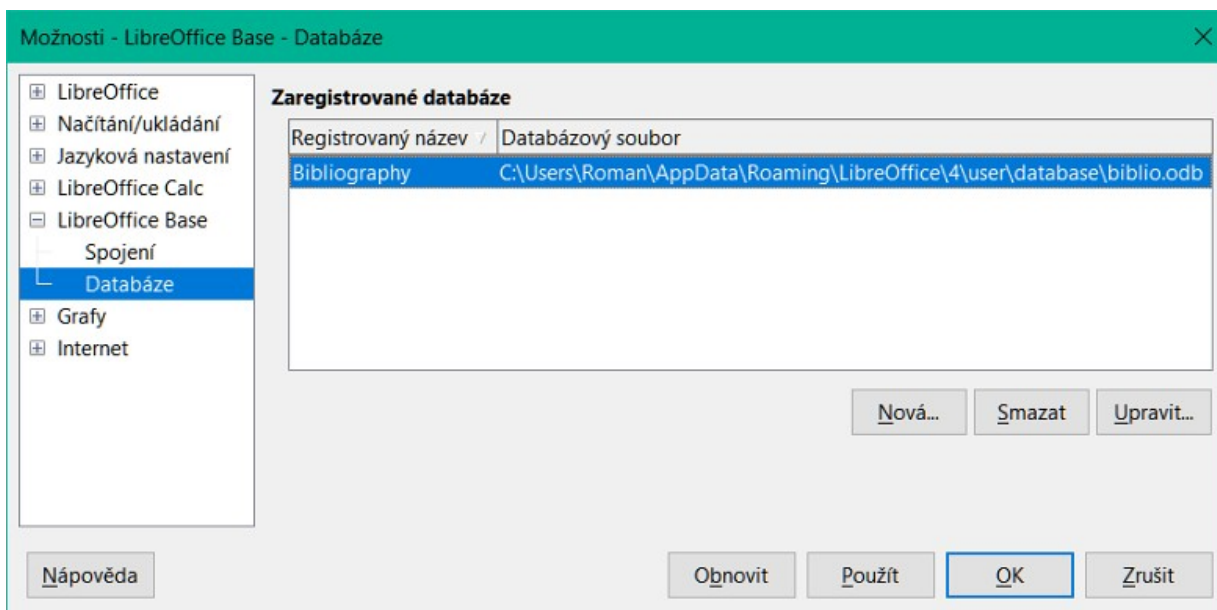 Možnosti - LibreOffice Base - Databáze
LibreOffice
Načítání/ukládání
Jazyková nastavení
LibreOffice Calc
LibreOffice Base
Spojení
Databáze
Grafy
Internet
Zaregistrované databáze
Registrovaný název Databázový soubor
Bibliography C:\Users\Roman\AppData\Roaming\LibreOffice\4\user\database\biblio.odb
Nová... Smazat Upravit...
Nápověda Obnovit Použít OK Zrušit